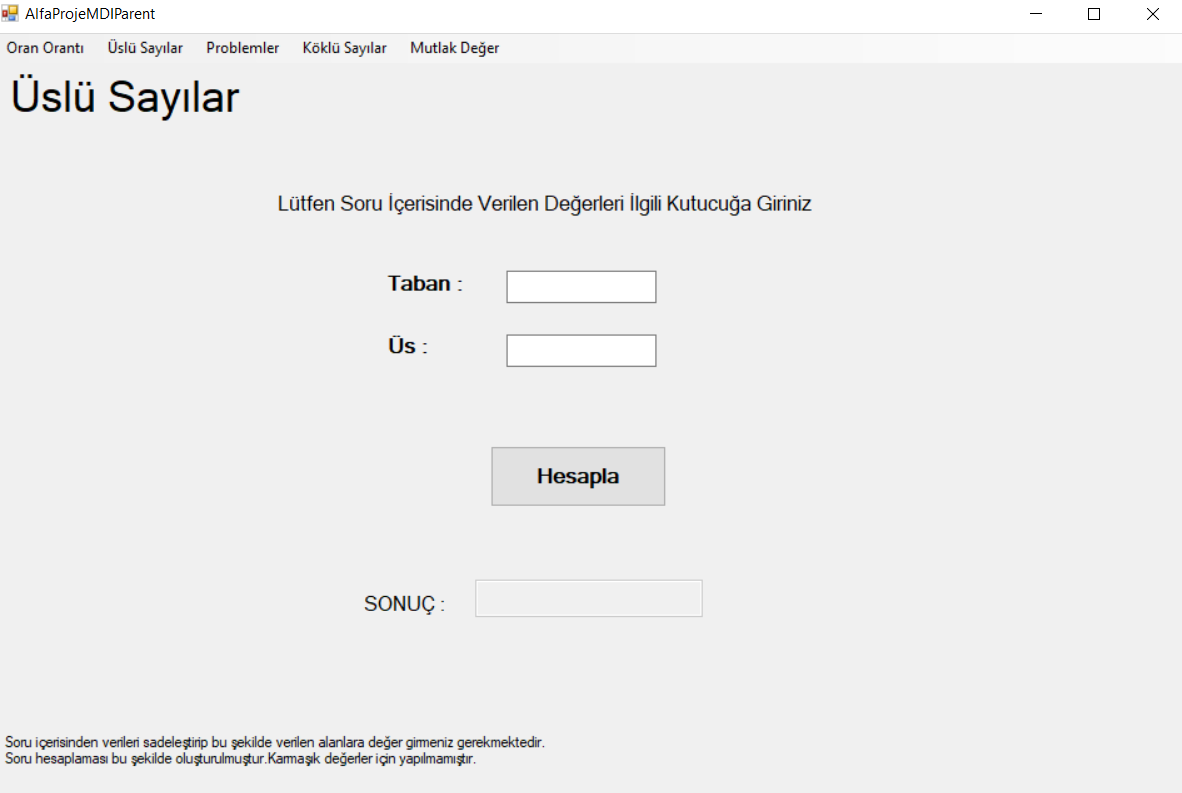 AlfaProjeMDIParent
Oran Orantı Üslü Sayılar Problemler Köklü Sayılar Mutlak Değer
Üslü Sayılar
Lütfen Soru İçerisinde Verilen Değerleri İlgili Kutucuğa Giriniz
Taban :
Üs :
Hesapla
SONUÇ :
Soru içerisinden verileri sadeleştirip bu şekilde verilen alanlara değer girmeniz gerekmektedir.
Soru hesaplaması bu şekilde oluşturulmuştur.Karmaşık değerler için yapılmamıştır.